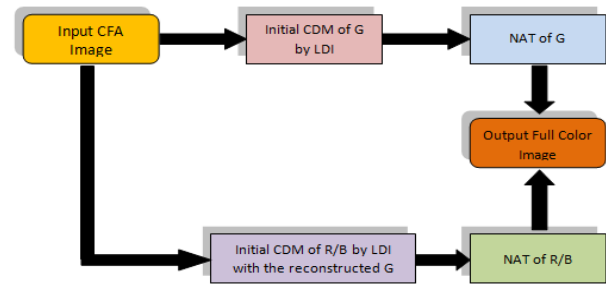 Input CFA
Image
Initial CDM of G
by LDI
NAT of G
Output Full Color
Image
Initial CDM of R/B by LDI
with the reconstructed G
NAT of R/B